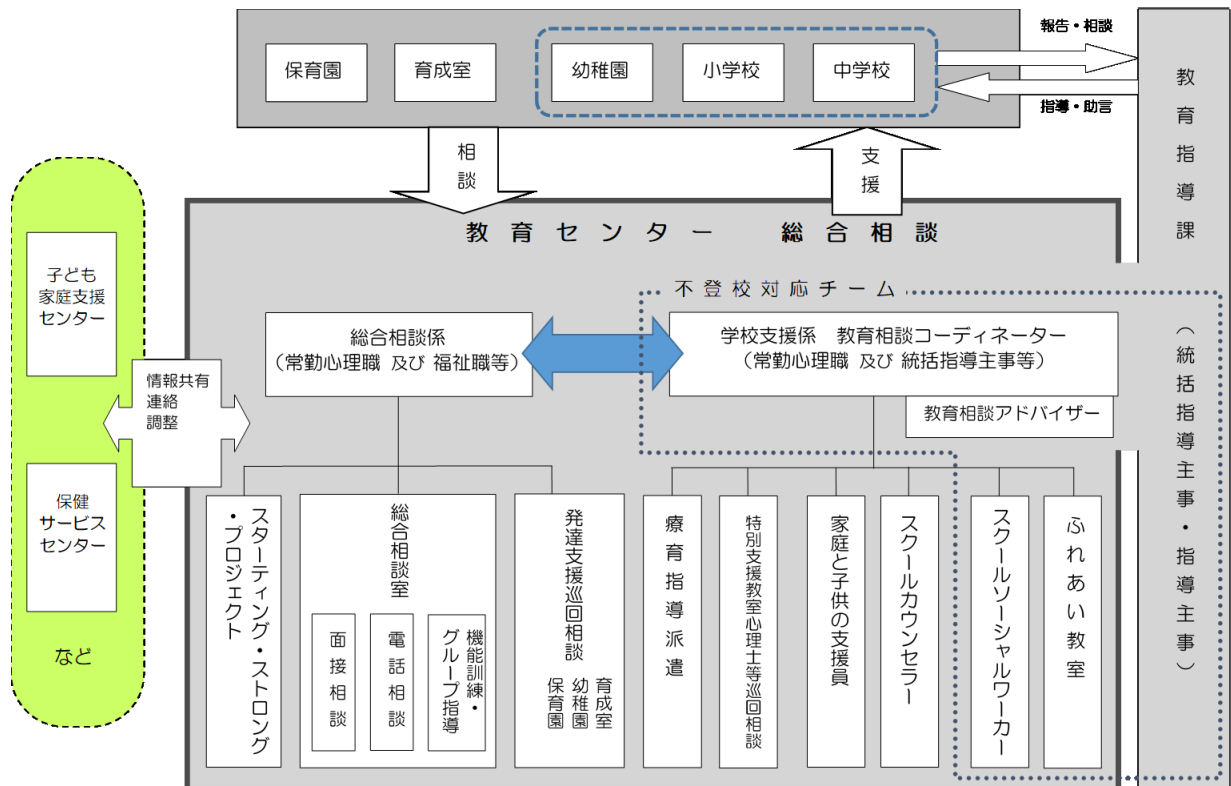 保育園
育成室
幼稚園
小学校
中学校
報告・相談
指導・助言
教育指導課
（統括指導主事・指導主事）
相談
支援
教育センター　総合相談
子ども
家庭支援
センター
保健
サービス
センター
など
情報共有
連絡
調整
不登校対応チーム
総合相談係
（常勤心理職 及び 福祉職等）
学校支援係　教育相談コーディネーター
（常勤心理職 及び 統括指導主事等）
教育相談アドバイザー
スターティング・ストロング
・プロジェクト
総合相談室
面接相談
電話相談
機能訓練・
グループ指導
発達支援巡回相談
育成室
幼稚園
保育園
療育指導派遣
特別支援教室心理士等巡回相談
家庭と子供の支援員
スクールカウンセラー
スクールソーシャルワーカー
ふれあい教室